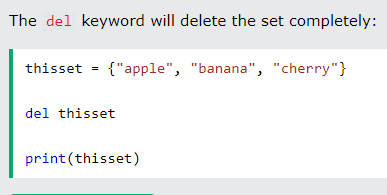 The del keyword will delete the set completely:
thisset = {"apple", "banana", "cherry"}
del thisset
print(thisset)